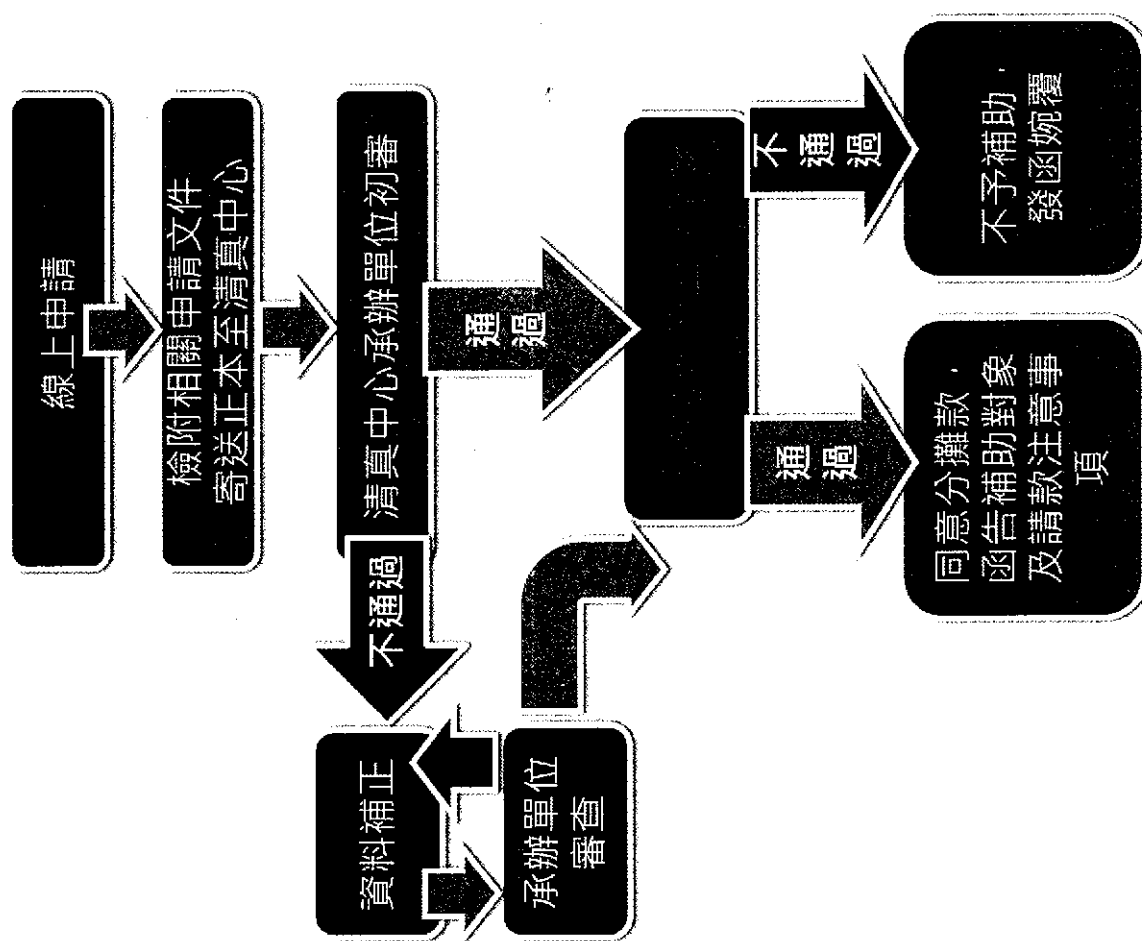 線上申請
檢附相關申請文件
寄送正本至清真中心
清真中心承辦單位初審
通過
不通過
資料補正
承辦單位
審查
通過
不通過
同意分攤款，
函告補助對象
及請款注意事
項
不予補助，
發函婉覆